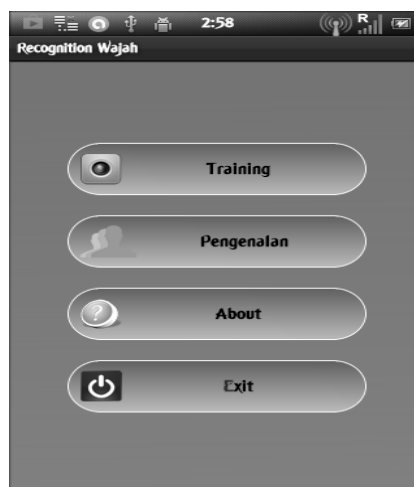 2:58
R
Recognition Wajah
Training
Pengenalan
?
About
Exit